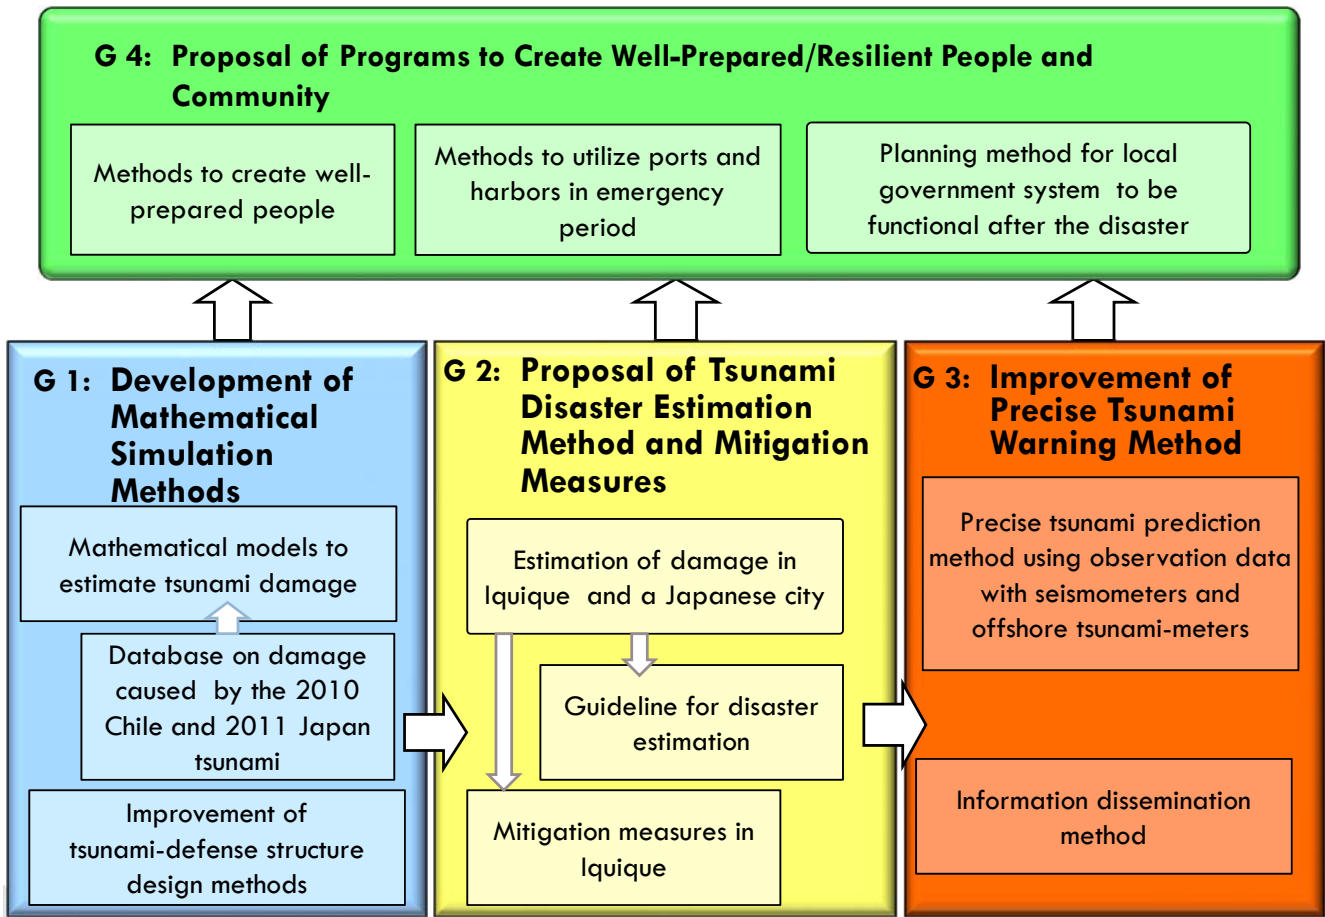 G 4: Proposal of Programs to Create Well-Prepared/Resilient People and
Community
Methods to create well-
prepared people
Methods to utilize ports and
harbors in emergency
period
Planning method for local
government system to be
functional after the disaster
G 1: Development of
Mathematical
Simulation
Methods
Mathematical models to
estimate tsunami damage
Database on damage
caused by the 2010
Chile and 2011 Japan
tsunami
Improvement of
tsunami-defense structure
design methods
G 2: Proposal of Tsunami
Disaster Estimation
Method and Mitigation
Measures
Estimation of damage in
Iquique and a Japanese city
Guideline for disaster
estimation
Mitigation measures in
Iquique
G 3: Improvement of
Precise Tsunami
Warning Method
Precise tsunami prediction
method using observation data
with seismometers and
offshore tsunami-meters
Information dissemination
method